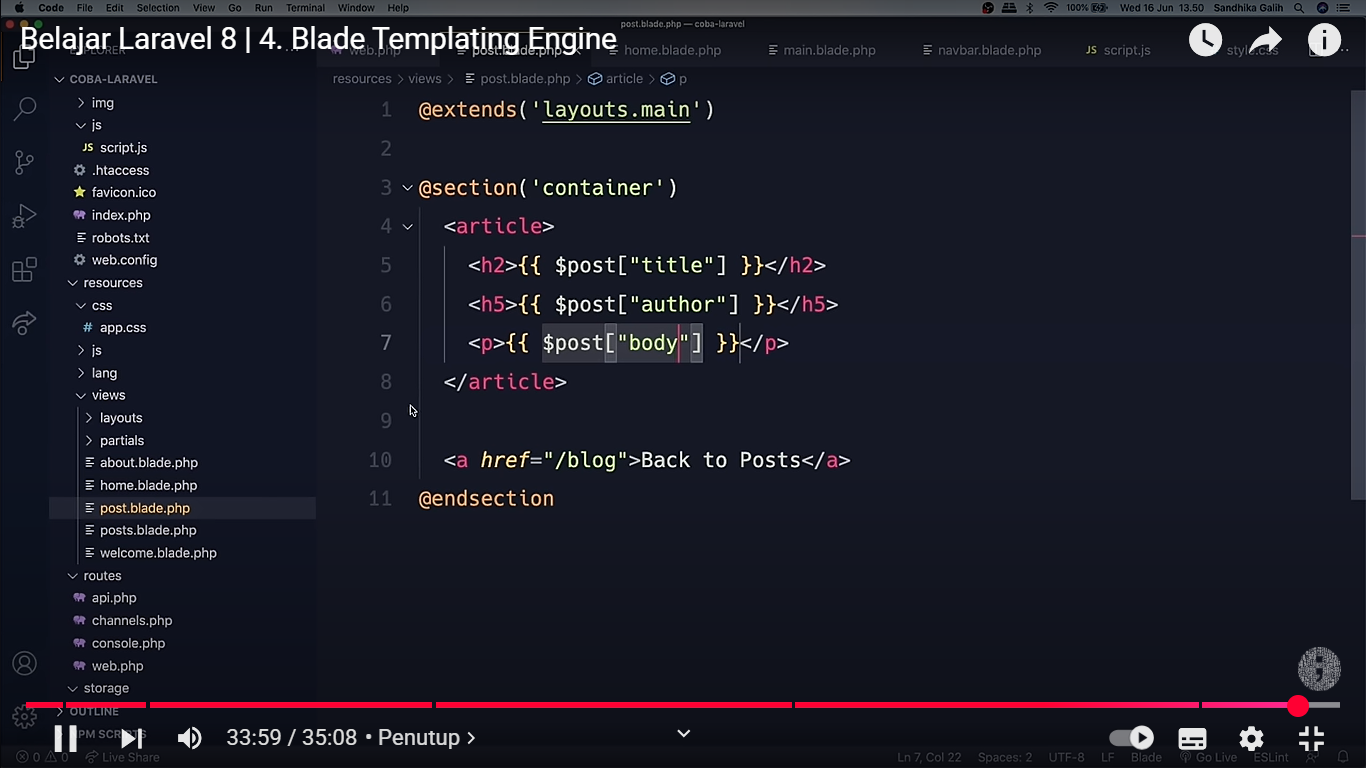 Code File Edit Selection View Go Run Terminal Window Help 100% Wed 16 Jun 13.50 Sandhika Galih
post.blade.php — coba-laravel
Belajar Laravel 8 | 4. Blade Templating Engine
web.php post.blade.php home.blade.php main.blade.php navbar.blade.php JS script.js style.css
COBA-LARAVEL
resources > views > post.blade.php > article > p
img
js
JS script.js
.htaccess
favicon.ico
index.php
robots.txt
web.config
resources
css
# app.css
js
lang
views
layouts
partials
about.blade.php
home.blade.php
post.blade.php
posts.blade.php
welcome.blade.php
routes
api.php
channels.php
console.php
web.php
storage
OUTLINE
NPM SCRIPTS
1 @extends('layouts.main')
2
3 @section('container')
4 <article>
5 <h2>{{ $post["title"] }}</h2>
6 <h5>{{ $post["author"] }}</h5>
7 <p>{{ $post["body"] }}</p>
8 </article>
9
10 <a href="/blog">Back to Posts</a>
11 @endsection
33:59 / 35:08 • Penutup >
0 0 Live Share Ln 7, Col 22 Spaces: 2 UTF-8 LF Blade Go Live ESLint